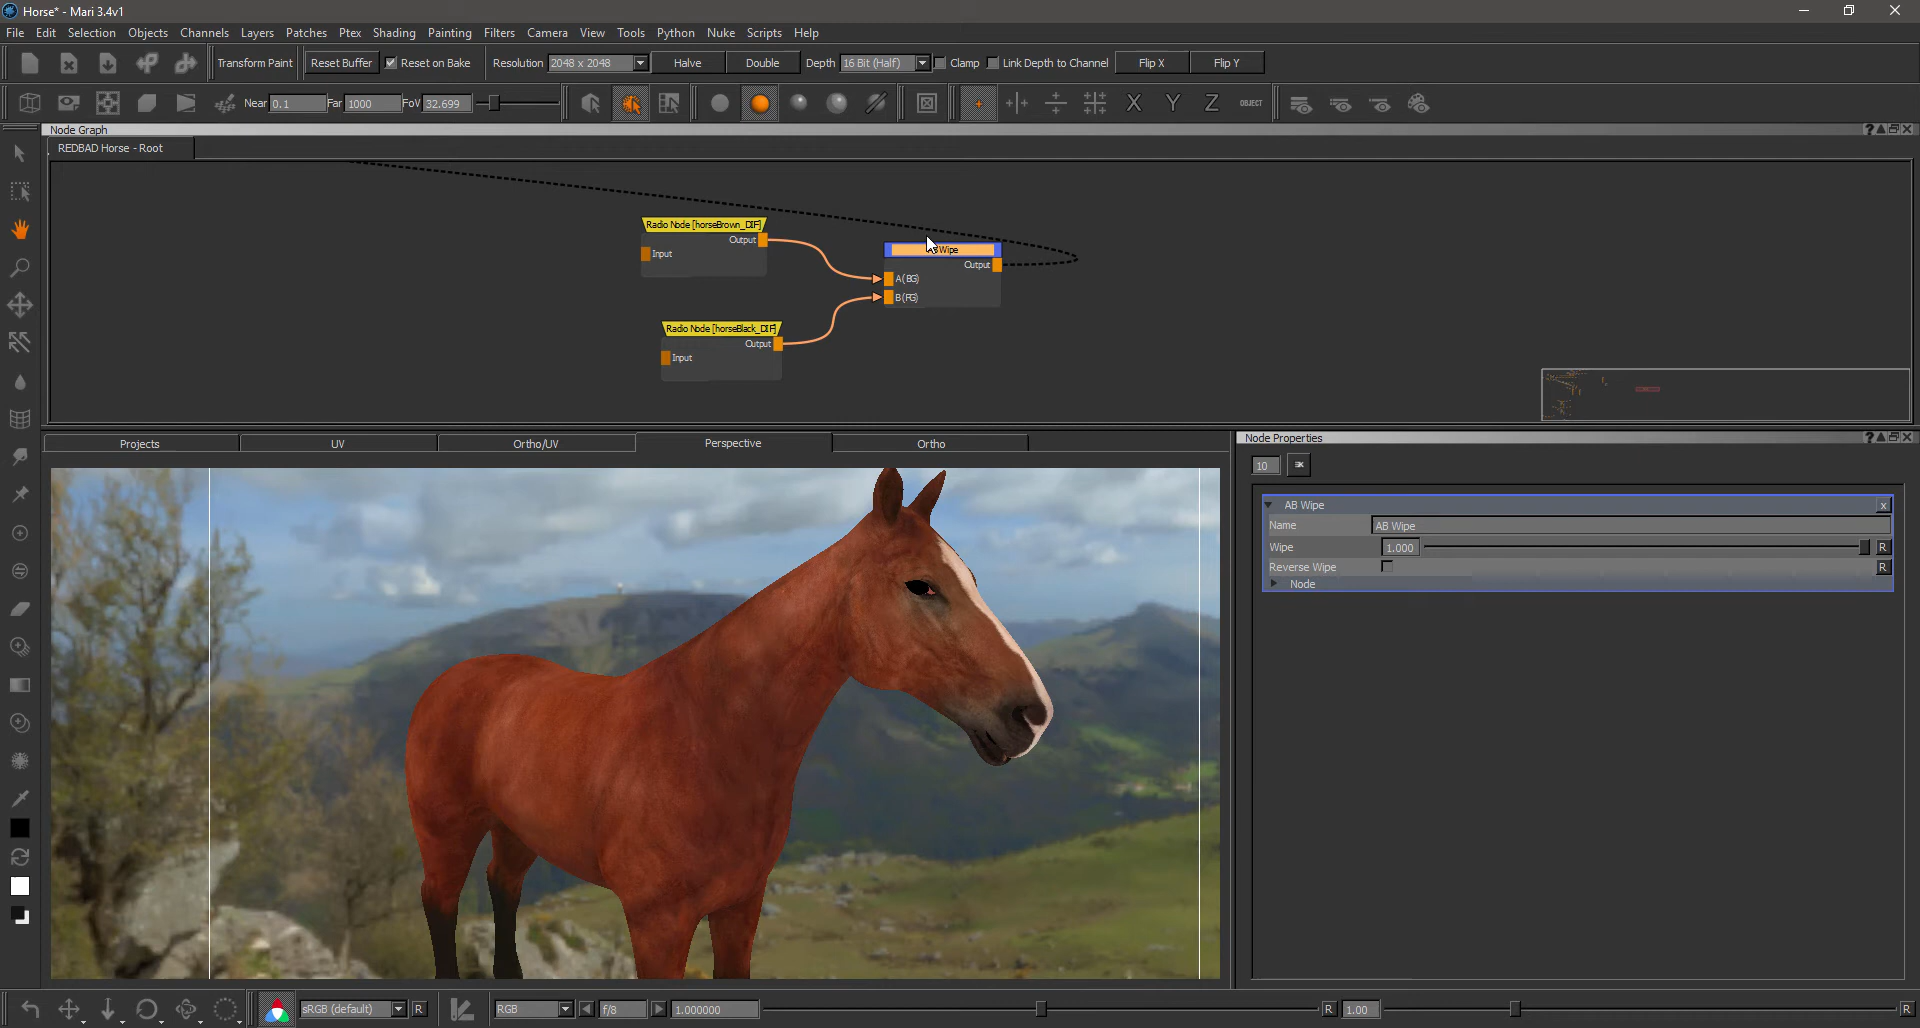 Horse* - Mari 3.4v1
File Edit Selection Objects Channels Layers Patches Ptex Shading Painting Filters Camera View Tools Python Nuke Scripts Help
Transform Paint Reset Buffer Reset on Bake Resolution 2048 x 2048 Halve Double Depth 16 Bit (Half) Clamp Link Depth to Channel Flip X Flip Y
Near 0.1 Far 1000 FoV 32.699 X Y Z OBJECT
Node Graph
REDBAD Horse - Root
Radio Node [horseBrown_DIF]
Output
Input
Wipe
Output
A(BG)
B(FG)
Radio Node [horseBlack_DIF]
Output
Input
Projects UV Ortho/UV Perspective Ortho
Node Properties
10
AB Wipe x
Name AB Wipe
Wipe 1.000 R
Reverse Wipe R
Node
sRGB (default) R RGB f/8 1.000000 R 1.00 R